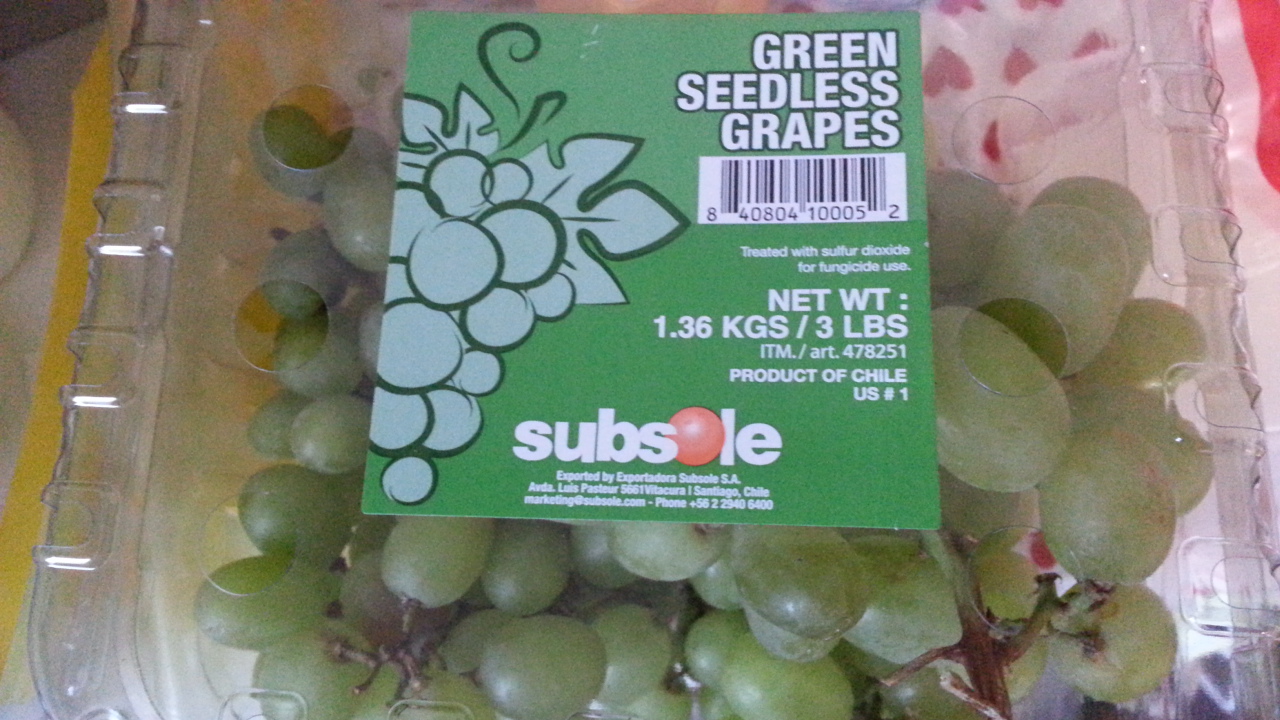 GREEN
SEEDLESS
GRAPES
8 40804 10005 2
Treated with sulfur dioxide
for fungicide use.
NET WT :
1.36 KGS / 3 LBS
ITM./ art. 478251
PRODUCT OF CHILE
US # 1
subsole
Exported by Exportadora Subsole S.A.
Avda. Luis Pasteur 5661Vitacura | Santiago, Chile
marketing@subsole.com - Phone +56 2 2940 6400